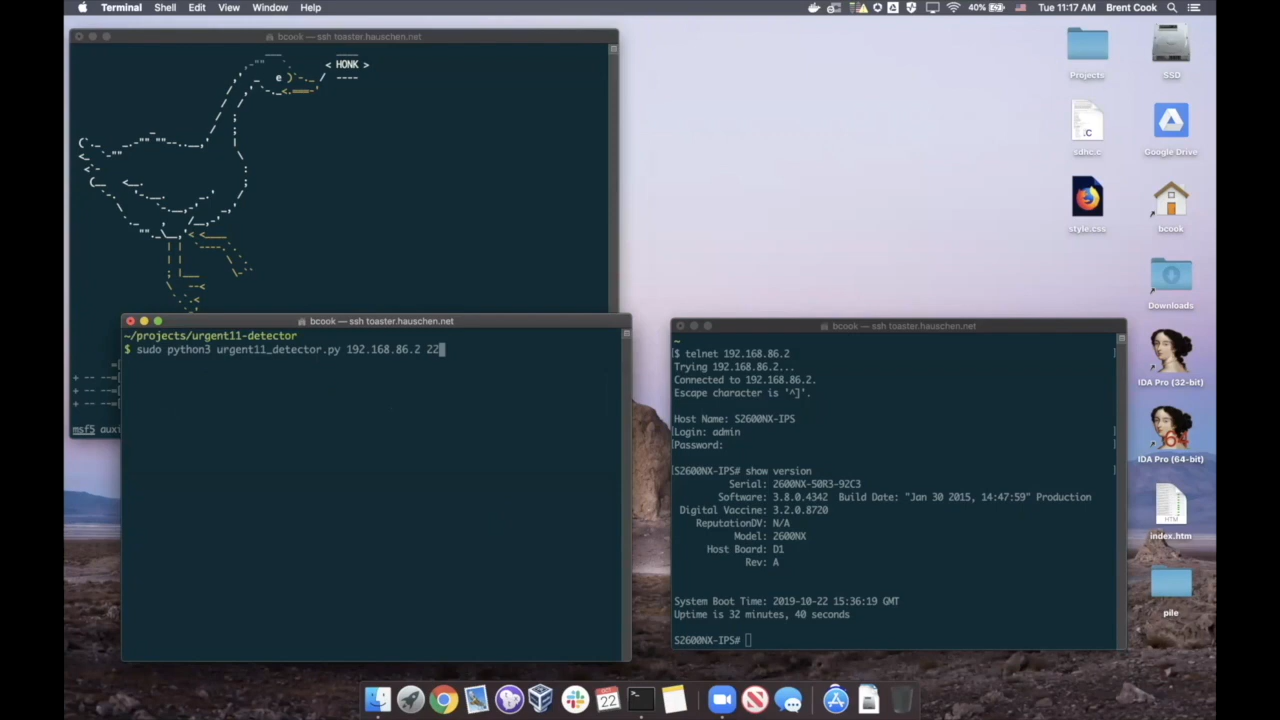 Terminal Shell Edit View Window Help
40% Tue 11:17 AM Brent Cook
bcook — ssh toaster.hauschen.net
< HONK >
----
e
=[
+ -- --=[
+ -- --=[
+ -- --=[
msf5 auxi
bcook — ssh toaster.hauschen.net
~/projects/urgent11-detector
$ sudo python3 urgent11_detector.py 192.168.86.2 22
bcook — ssh toaster.hauschen.net
~
[$ telnet 192.168.86.2 ]
Trying 192.168.86.2...
Connected to 192.168.86.2.
Escape character is '^]'.
Host Name: S2600NX-IPS
[Login: admin ]
[Password: ]
[S2600NX-IPS# show version ]
Serial: 2600NX-50R3-92C3
Software: 3.8.0.4342 Build Date: "Jan 30 2015, 14:47:59" Production
Digital Vaccine: 3.2.0.8720
ReputationDV: N/A
Model: 2600NX
Host Board: D1
Rev: A
System Boot Time: 2019-10-22 15:36:19 GMT
Uptime is 32 minutes, 40 seconds
S2600NX-IPS#
Projects
SSD
.C
sdhc.c
Google Drive
style.css
bcook
Downloads
IDA Pro (32-bit)
64
IDA Pro (64-bit)
HTM
index.htm
pile
22